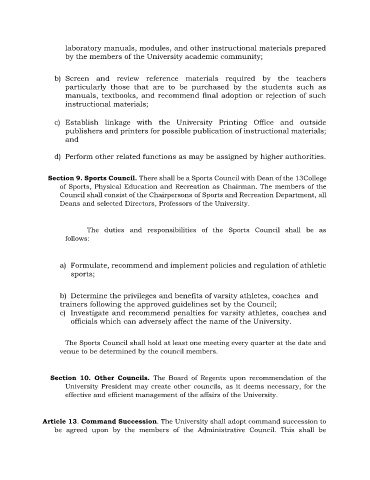 laboratory manuals, modules, and other instructional materials prepared
by the members of the University academic community;
b) Screen and review reference materials required by the teachers
particularly those that are to be purchased by the students such as
manuals, textbooks, and recommend final adoption or rejection of such
instructional materials;
c) Establish linkage with the University Printing Office and outside
publishers and printers for possible publication of instructional materials;
and
d) Perform other related functions as may be assigned by higher authorities.
Section 9. Sports Council. There shall be a Sports Council with Dean of the 13College
of Sports, Physical Education and Recreation as Chairman. The members of the
Council shall consist of the Chairpersons of Sports and Recreation Department, all
Deans and selected Directors, Professors of the University.
The duties and responsibilities of the Sports Council shall be as
follows:
a) Formulate, recommend and implement policies and regulation of athletic
sports;
b) Determine the privileges and benefits of varsity athletes, coaches and
trainers following the approved guidelines set by the Council;
c) Investigate and recommend penalties for varsity athletes, coaches and
officials which can adversely affect the name of the University.
The Sports Council shall hold at least one meeting every quarter at the date and
venue to be determined by the council members.
Section 10. Other Councils. The Board of Regents upon recommendation of the
University President may create other councils, as it deems necessary, for the
effective and efficient management of the affairs of the University.
Article 13. Command Succession. The University shall adopt command succession to
be agreed upon by the members of the Administrative Council. This shall be